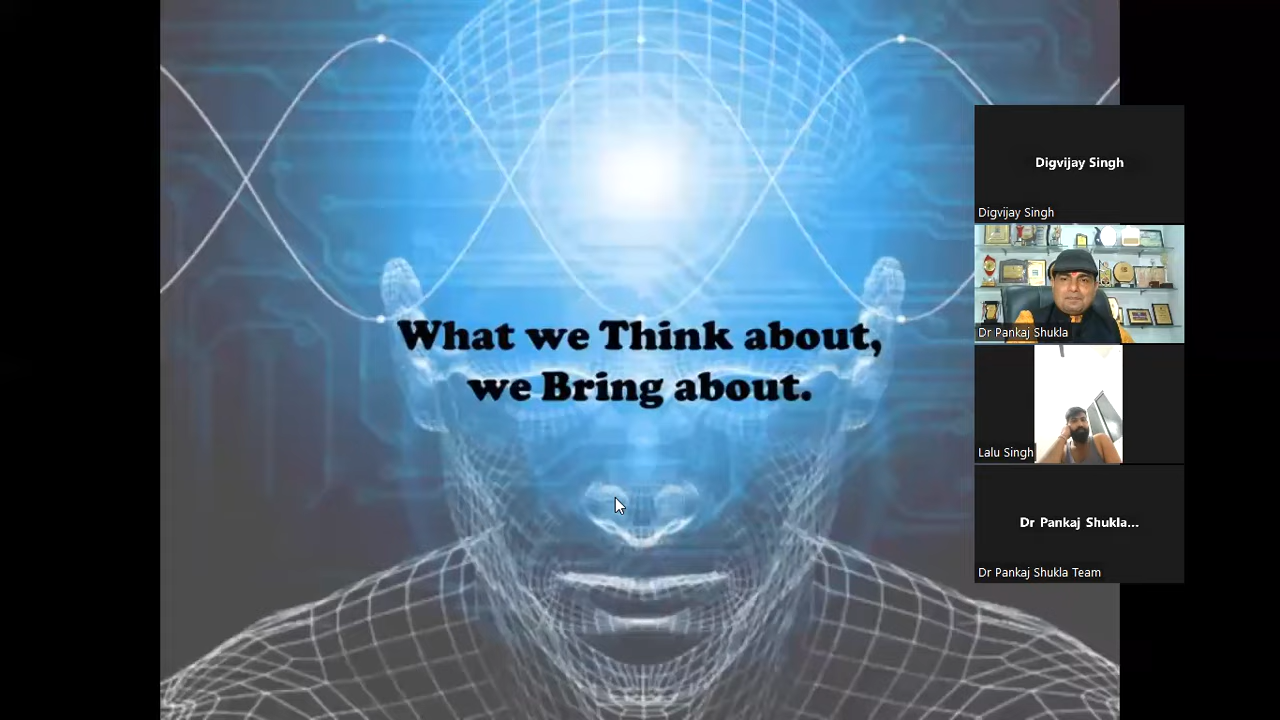 What we Think about,
we Bring about.
Digvijay Singh
Digvijay Singh
Dr Pankaj Shukla
Lalu Singh
Dr Pankaj Shukla...
Dr Pankaj Shukla Team